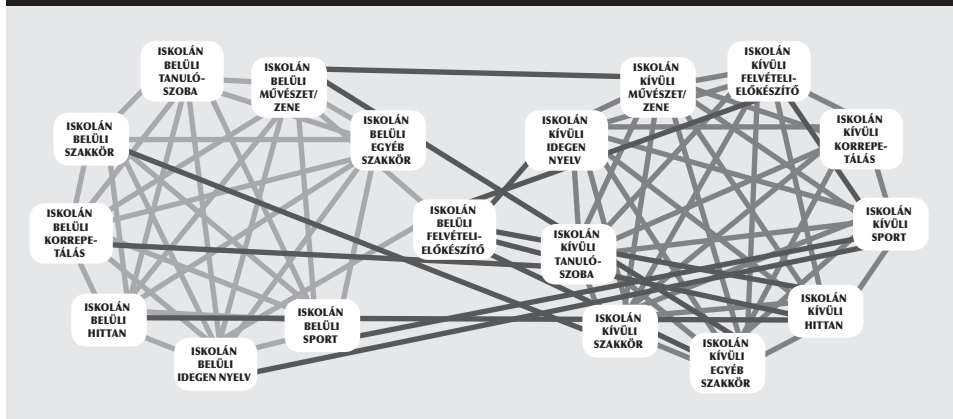 ISKOLÁN
BELÜLI
TANULÓ-
SZOBA
ISKOLÁN
BELÜLI
MŰVÉSZET/
ZENE
ISKOLÁN
BELÜLI
SZAKKÖR
ISKOLÁN
BELÜLI
EGYÉB
SZAKKÖR
ISKOLÁN
BELÜLI
KORREPE-
TÁLÁS
ISKOLÁN
BELÜLI
FELVÉTELI-
ELŐKÉSZÍTŐ
ISKOLÁN
BELÜLI
HITTAN
ISKOLÁN
BELÜLI
SPORT
ISKOLÁN
BELÜLI
IDEGEN NYELV
ISKOLÁN
KÍVÜLI
MŰVÉSZET/
ZENE
ISKOLÁN
KÍVÜLI
FELVÉTELI-
ELŐKÉSZÍTŐ
ISKOLÁN
KÍVÜLI
IDEGEN
NYELV
ISKOLÁN
KÍVÜLI
KORREPE-
TÁLÁS
ISKOLÁN
KÍVÜLI
SPORT
ISKOLÁN
KÍVÜLI
TANULÓ-
SZOBA
ISKOLÁN
KÍVÜLI
HITTAN
ISKOLÁN
KÍVÜLI
SZAKKÖR
ISKOLÁN
KÍVÜLI
EGYÉB
SZAKKÖR